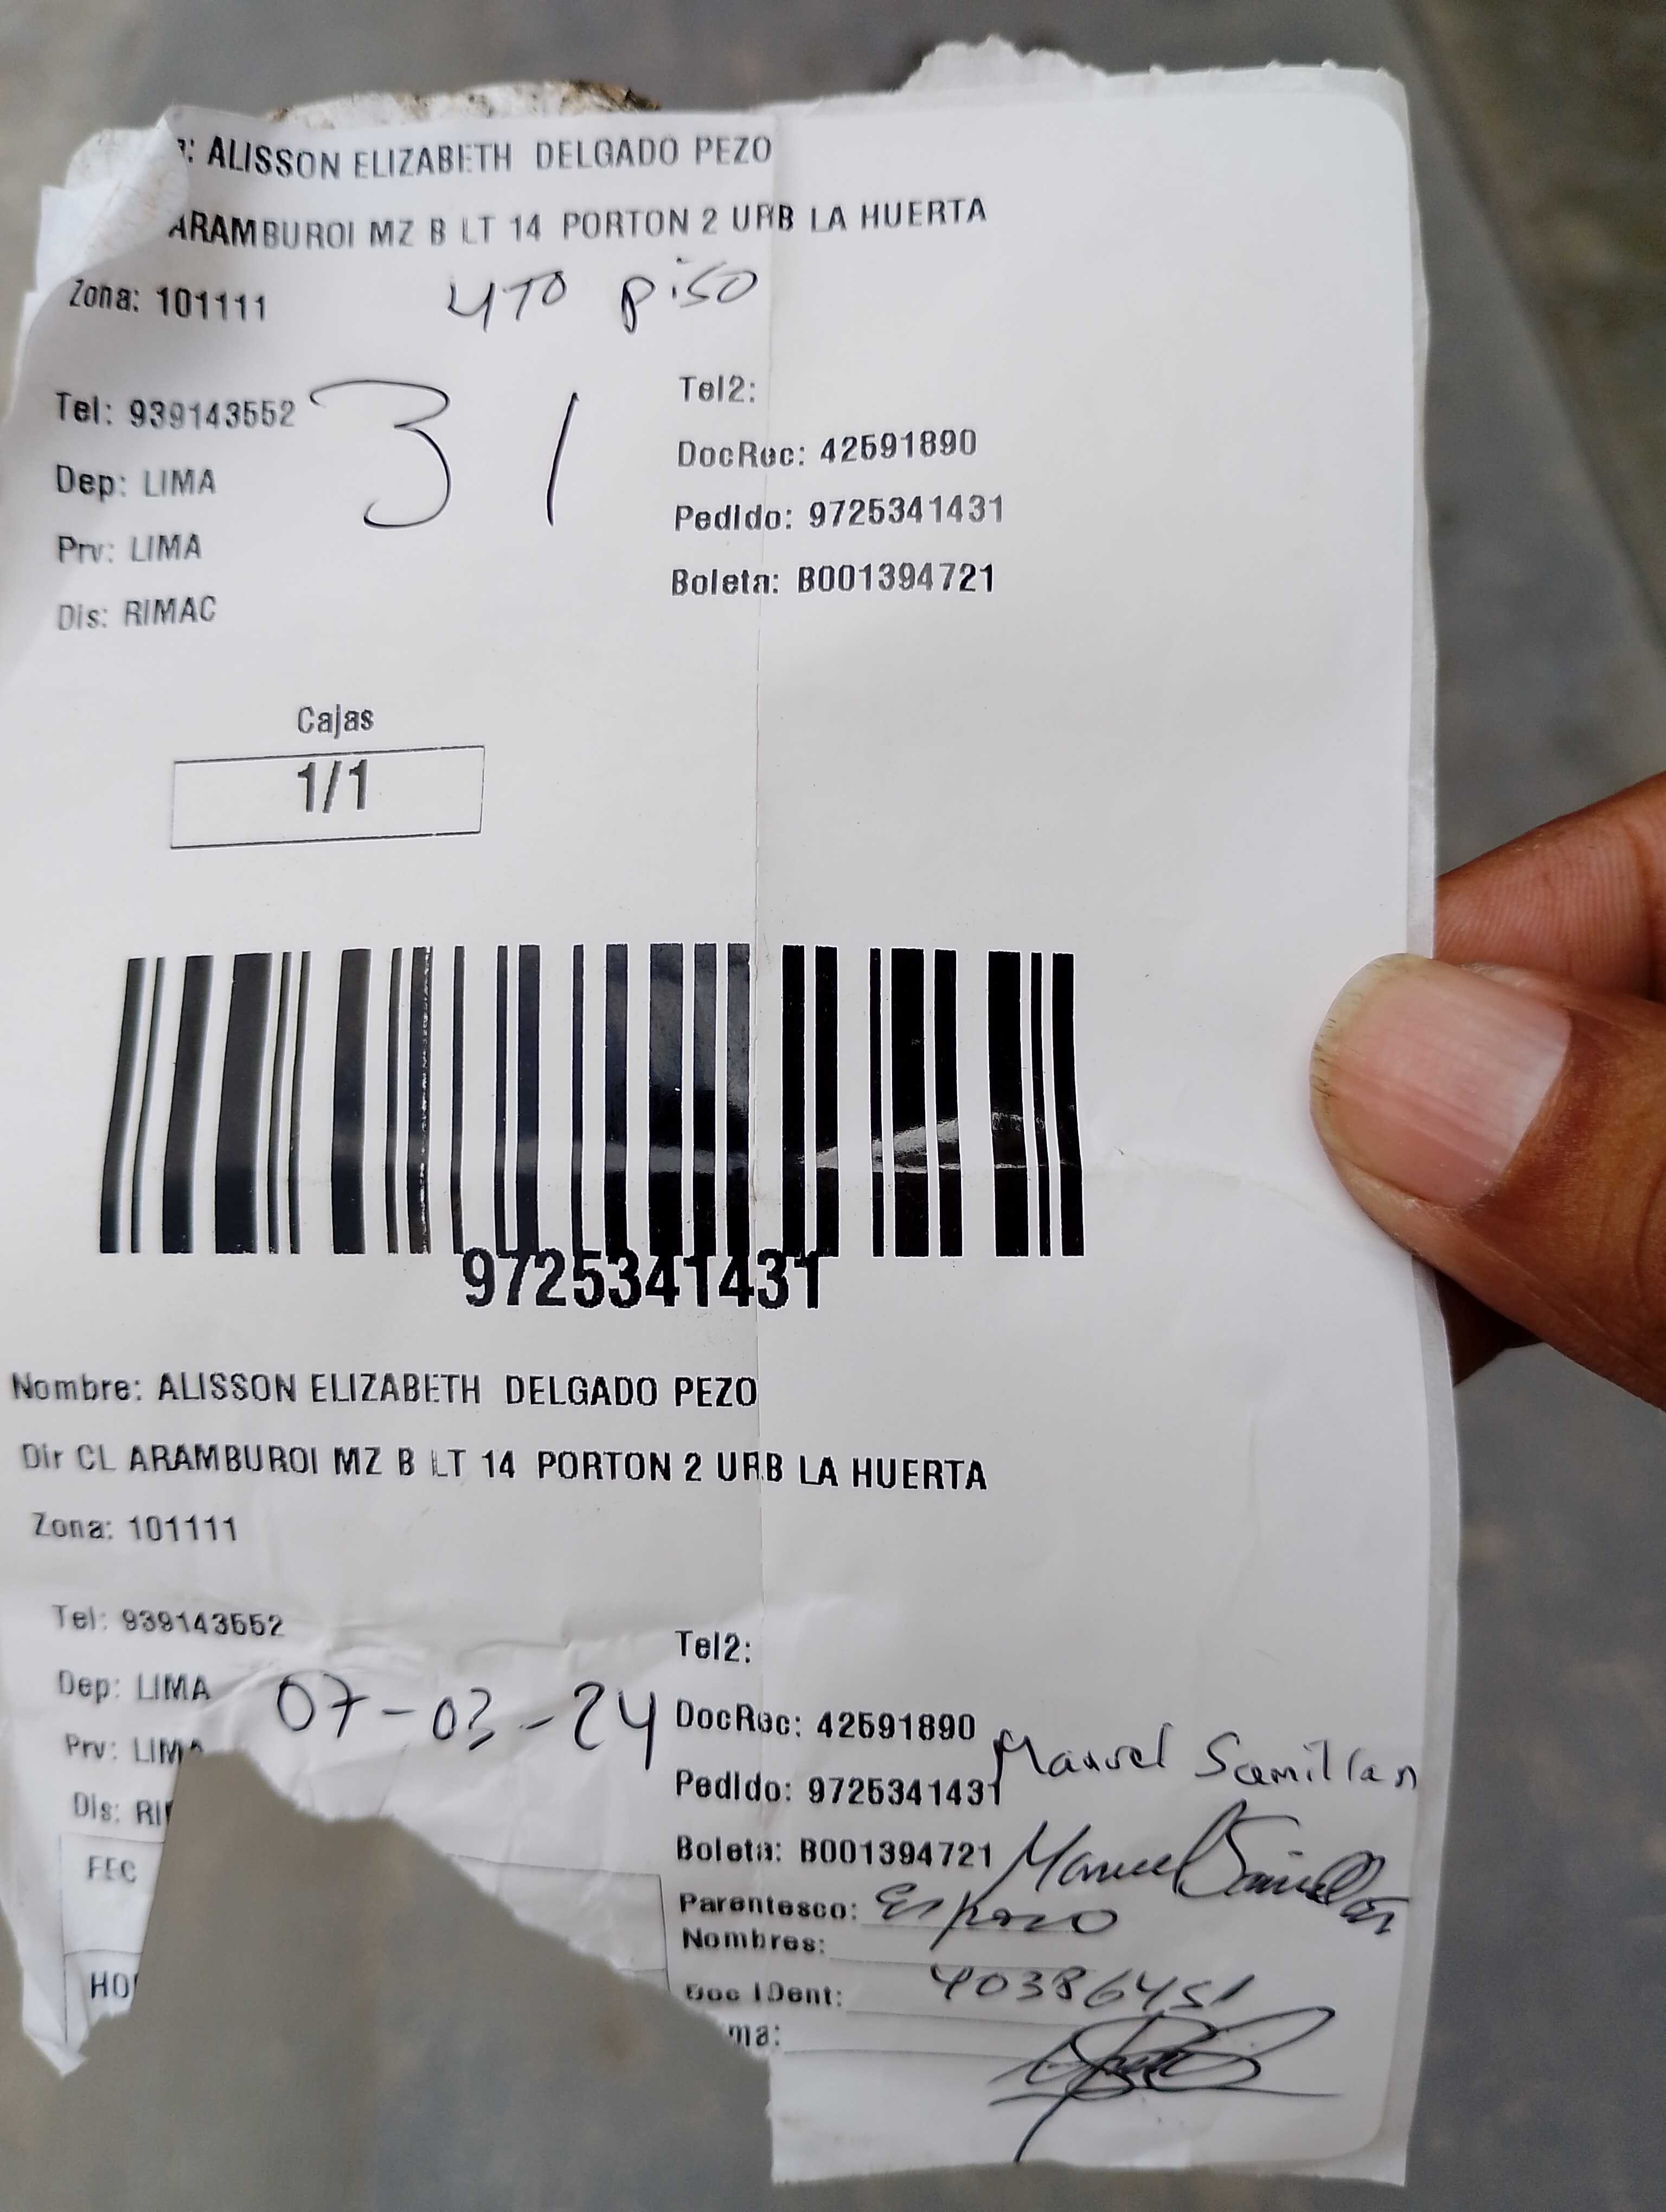 : ALISSON ELIZABETH DELGADO PEZO
ARAMBUROI MZ B LT 14 PORTON 2 URB LA HUERTA
Zona: 101111
4TO piso
Tel: 939143552
31
Tel2:
Dep: LIMA
DocRec: 42591890
Prv: LIMA
Pedido: 9725341431
Dis: RIMAC
Boleta: B001394721
Cajas
1/1
9725341431
Nombre: ALISSON ELIZABETH DELGADO PEZO
Dir CL ARAMBUROI MZ B LT 14 PORTON 2 URB LA HUERTA
Zona: 101111
Tel: 939143552
Tel2:
Dep: LIMA
07-03-24
DocRec: 42591890
Manuel Samillan
Prv: LIMA
Pedido: 9725341431
Dis: RI
Boleta: B001394721
FEC
Parentesco: Esposo
Nombres:
HO
Doc IDent: 40386451
ma: